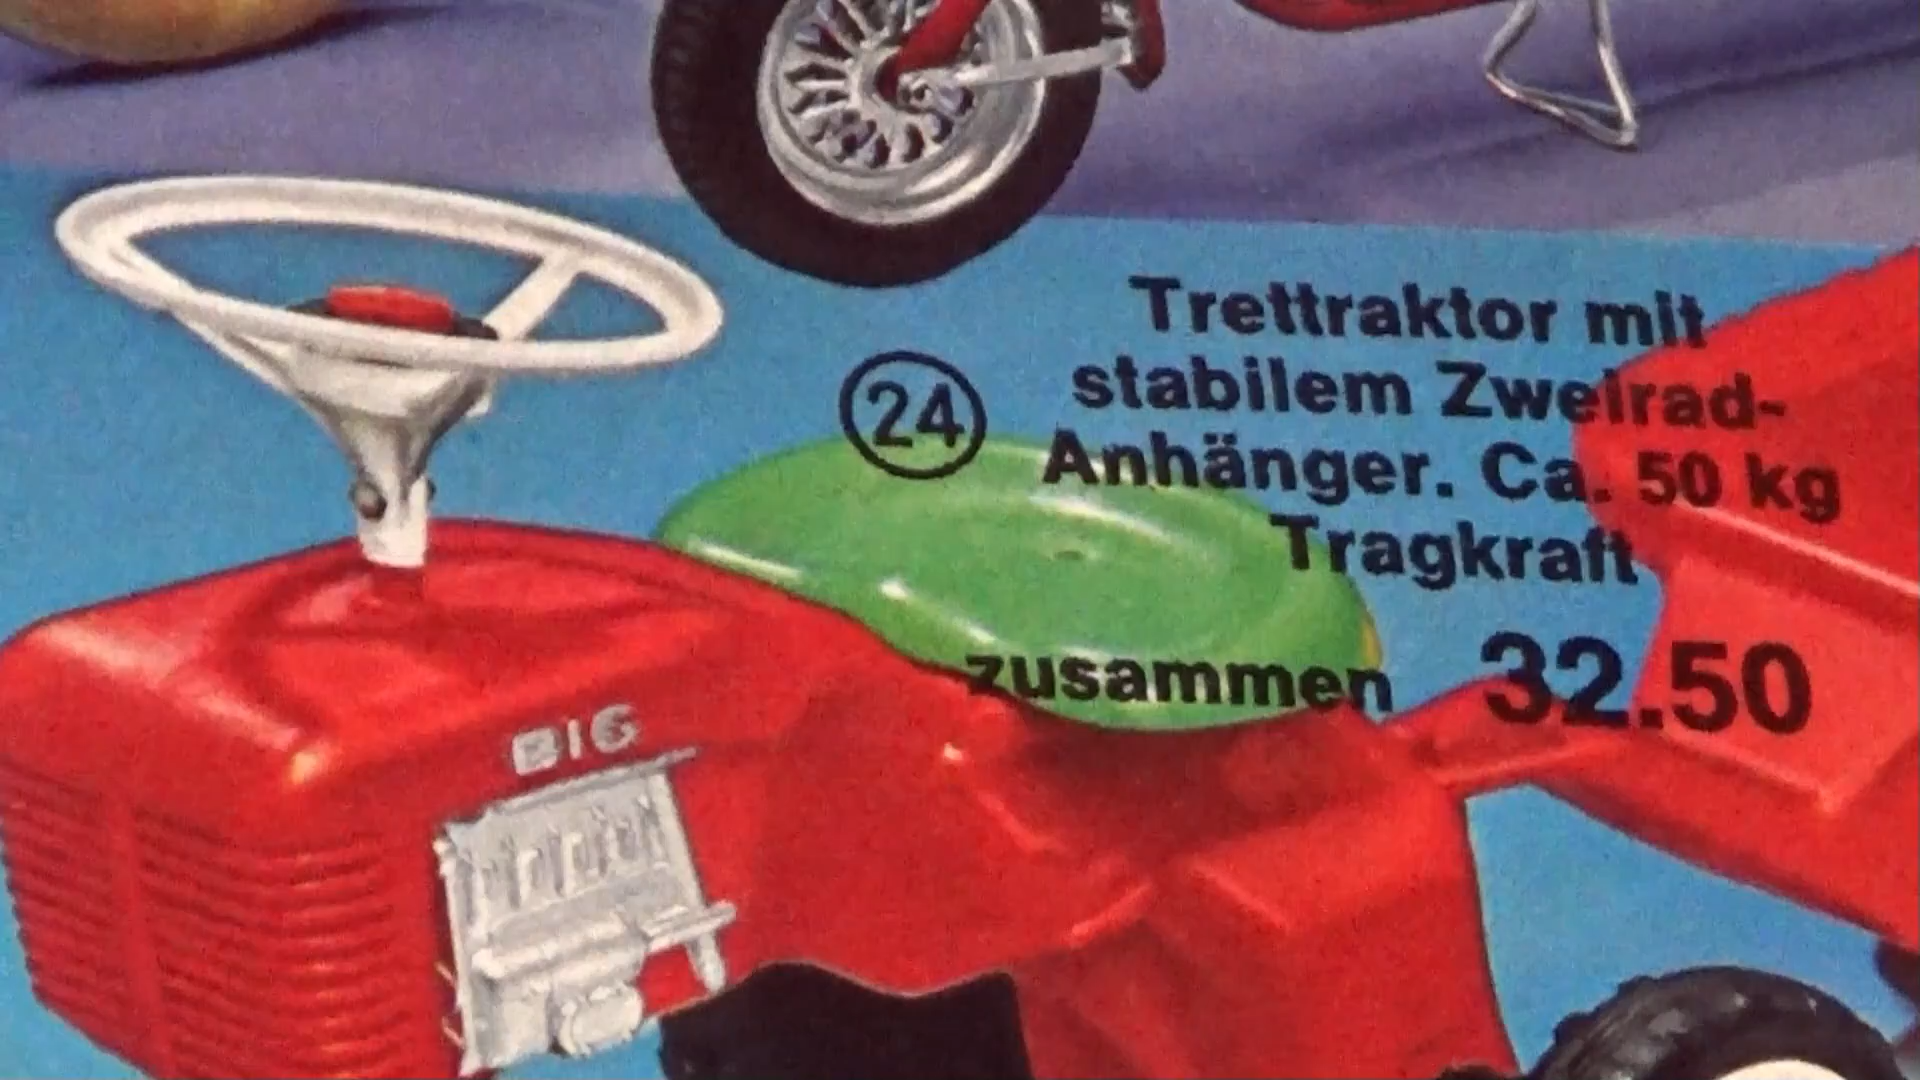 Trettraktor mit
24 stabilem Zweirad-
Anhänger. Ca. 50 kg
Tragkraft
zusammen 32.50
BIG